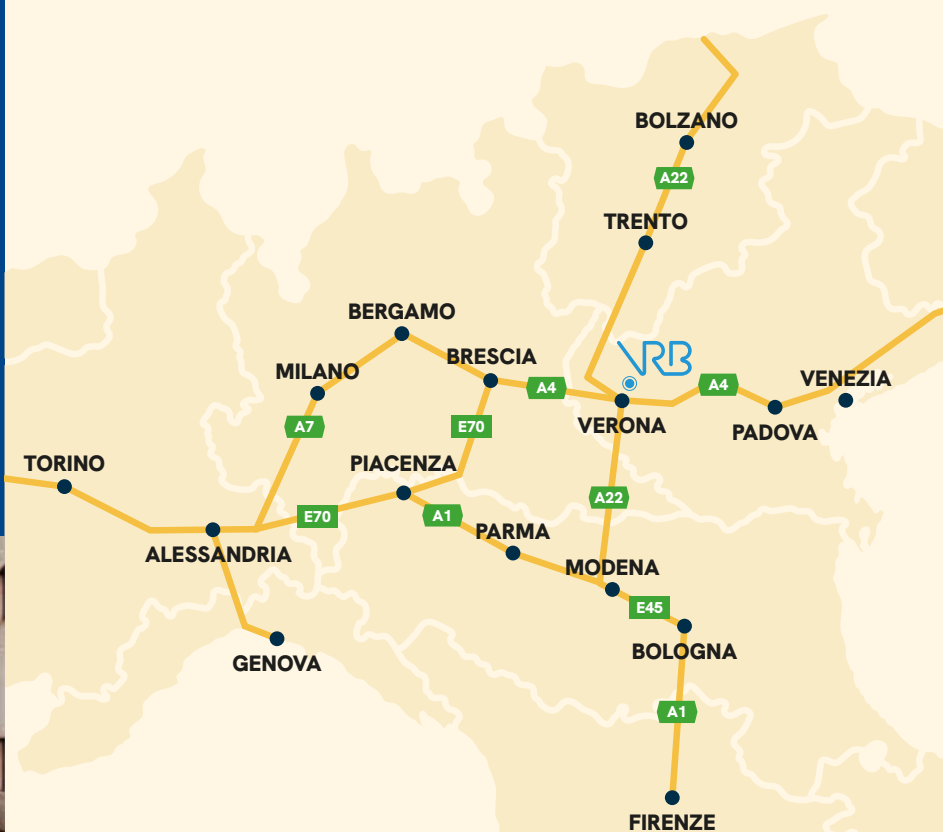 BOLZANO
A22
TRENTO
BERGAMO
VRB
BRESCIA
MILANO
A4
A4
VENEZIA
A7
E70
VERONA
PADOVA
TORINO
PIACENZA
A22
E70
A1
PARMA
ALESSANDRIA
MODENA
E45
GENOVA
BOLOGNA
A1
FIRENZE